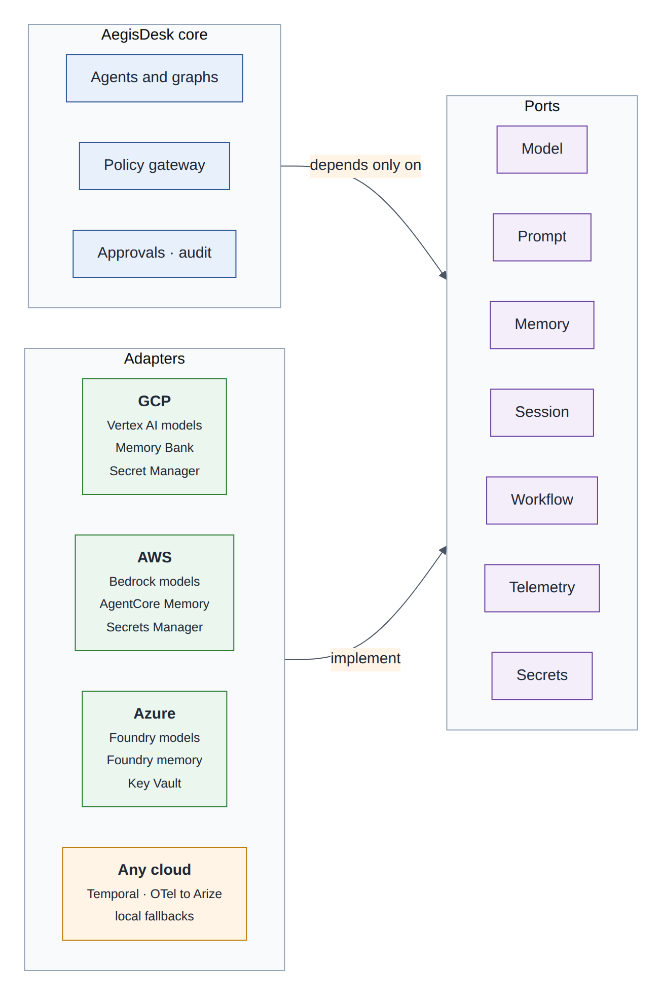 AegisDesk core
Agents and graphs
Policy gateway
Approvals · audit
depends only on
Ports
Model
Prompt
Memory
Session
Workflow
Telemetry
Secrets
Adapters
GCP
Vertex AI models
Memory Bank
Secret Manager
AWS
Bedrock models
AgentCore Memory
Secrets Manager
implement
Azure
Foundry models
Foundry memory
Key Vault
Any cloud
Temporal · OTel to Arize
local fallbacks